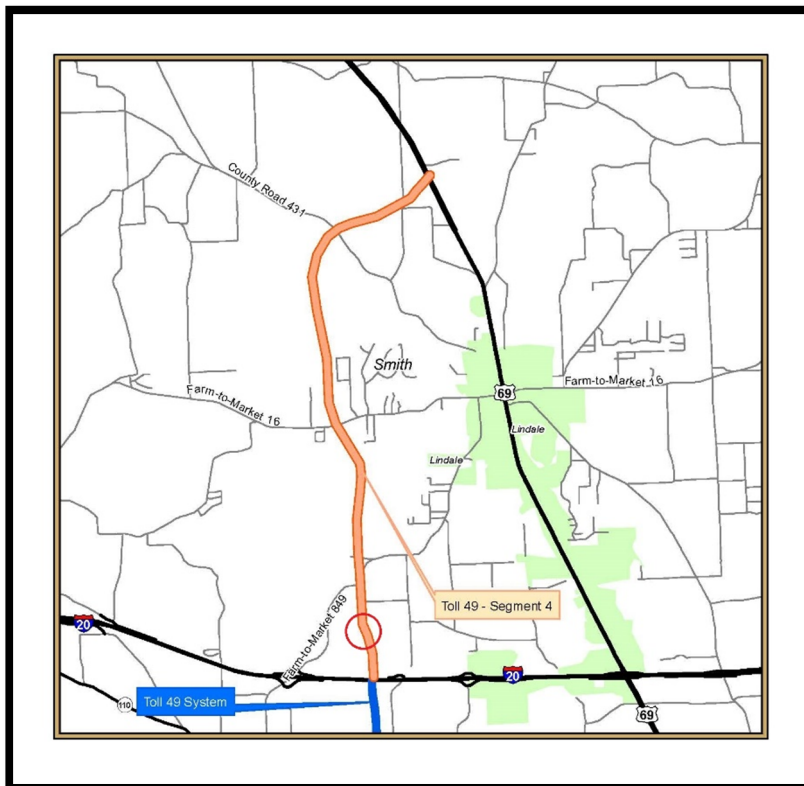 County Road 431
Smith
Farm-to-Market 16
69
Farm-to-Market 16
Lindale
Lindale
Toll 49 - Segment 4
Farm-to-Market 849
20
20
110
Toll 49 System
69